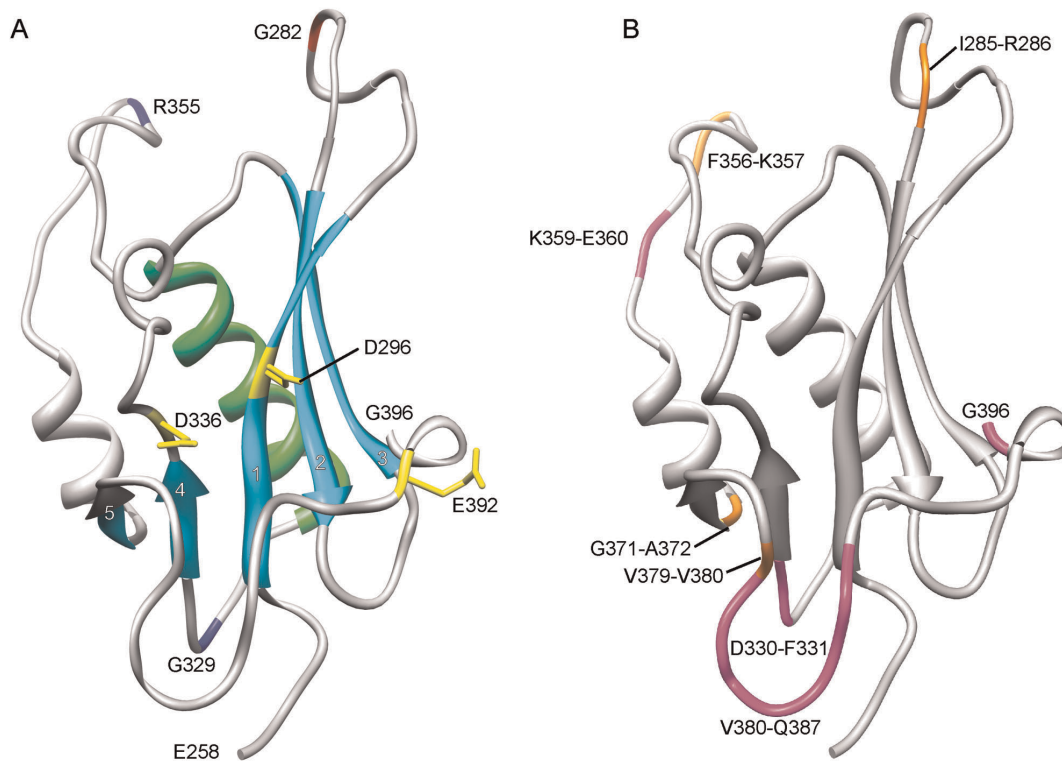 A
G282
R355
D296
D336
G396
1
2
3
4
5
E392
G329
E258
B
I285-R286
F356-K357
K359-E360
G396
G371-A372
V379-V380
D330-F331
V380-Q387